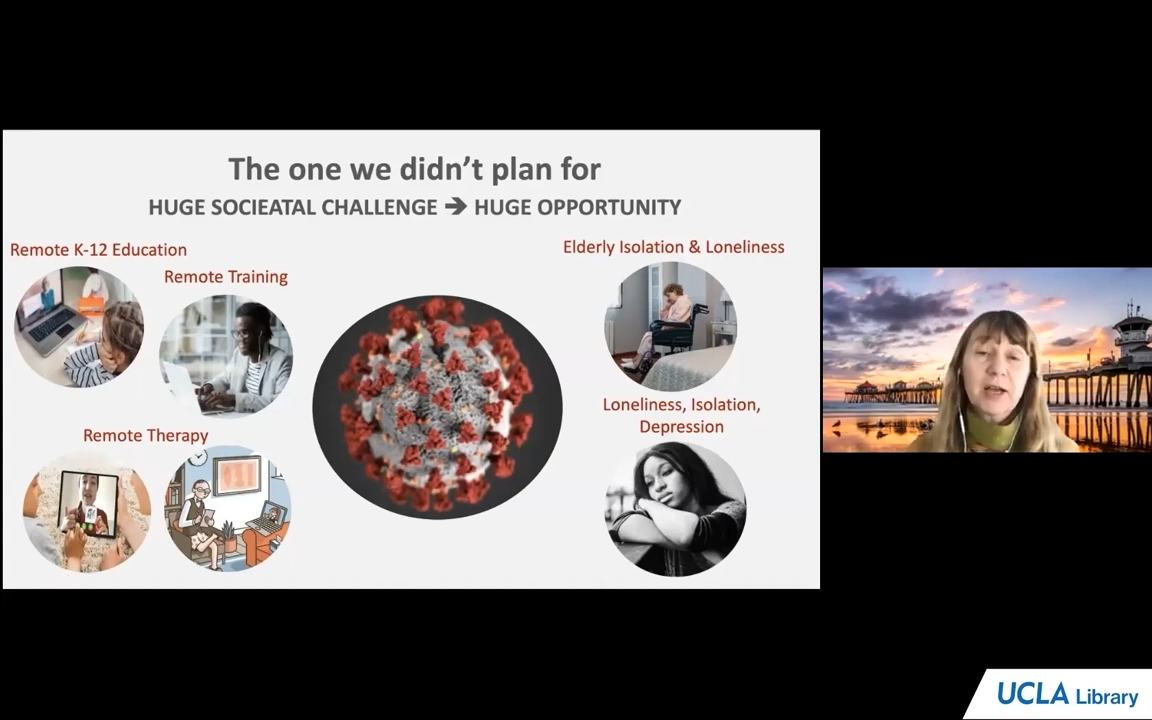 The one we didn't plan for
HUGE SOCIEATAL CHALLENGE ➔ HUGE OPPORTUNITY
Remote K-12 Education
Remote Training
Remote Therapy
Elderly Isolation & Loneliness
Loneliness, Isolation,
Depression
UCLA Library